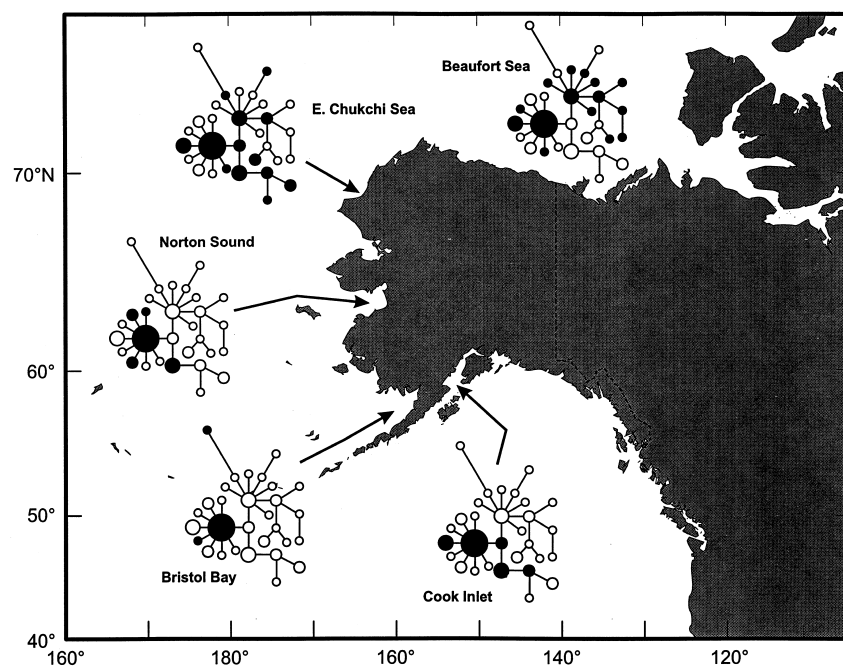 Beaufort Sea
E. Chukchi Sea
70°N
Norton Sound
60°
50°
Bristol Bay
Cook Inlet
40°
160° 180° 160° 140° 120°